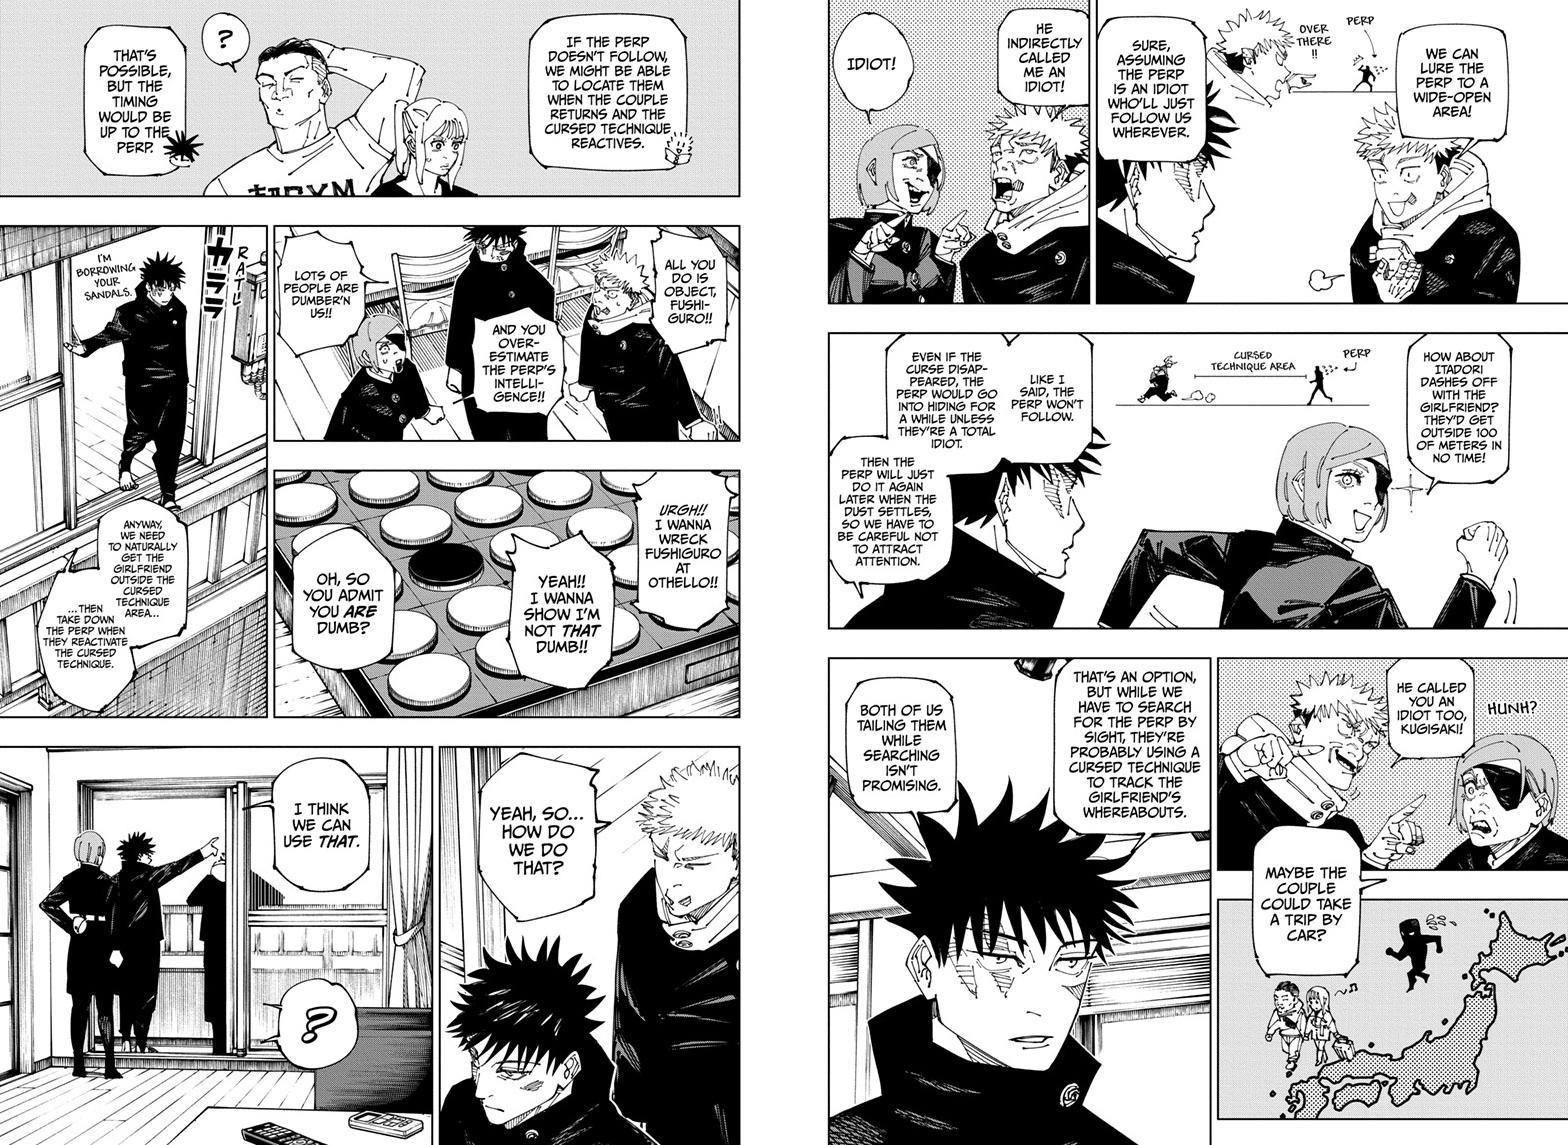 WE CAN
LURE THE
PERP TO A
WIDE-OPEN
AREA!
PERP
OVER
THERE
!!
SURE,
ASSUMING
THE PERP
IS AN IDIOT
WHO'LL JUST
FOLLOW US
WHEREVER.
HE
INDIRECTLY
CALLED
ME AN
IDIOT!
IDIOT!
HOW ABOUT
ITADORI
DASHES OFF
WITH THE
GIRLFRIEND?
THEY'D GET
OUTSIDE 100
OF METERS IN
NO TIME!
PERP
CURSED
TECHNIQUE AREA
LIKE I
SAID, THE
PERP WON'T
FOLLOW.
EVEN IF THE
CURSE DISAP-
PEARED, THE
PERP WOULD GO
INTO HIDING FOR
A WHILE UNLESS
THEY'RE A TOTAL
IDIOT.
THEN THE
PERP WILL JUST
DO IT AGAIN
LATER WHEN THE
DUST SETTLES,
SO WE HAVE TO
BE CAREFUL NOT
TO ATTRACT
ATTENTION.
HE CALLED
YOU AN
IDIOT TOO,
KUGISAKI!
HUNH?
MAYBE THE
COUPLE
COULD TAKE
A TRIP BY
CAR?
THAT'S AN OPTION,
BUT WHILE WE
HAVE TO SEARCH
FOR THE PERP BY
SIGHT, THEY'RE
PROBABLY USING A
CURSED TECHNIQUE
TO TRACK THE
GIRLFRIEND'S
WHEREABOUTS.
BOTH OF US
TAILING THEM
WHILE
SEARCHING
ISN'T
PROMISING.
IF THE PERP
DOESN'T FOLLOW,
WE MIGHT BE ABLE
TO LOCATE THEM
WHEN THE COUPLE
RETURNS AND THE
CURSED TECHNIQUE
REACTIVES.
?
THAT'S
POSSIBLE,
BUT THE
TIMING
WOULD BE
UP TO THE
PERP.
ALL YOU
DO IS
OBJECT,
FUSHI-
GURO!!
AND YOU
OVER-
ESTIMATE
THE PERP'S
INTELLI-
GENCE!!
LOTS OF
PEOPLE ARE
DUMBER'N
US!!
URGH!!
I WANNA
WRECK
FUSHIGURO
AT
OTHELLO!!
YEAH!!
I WANNA
SHOW I'M
NOT THAT
DUMB!!
OH, SO
YOU ADMIT
YOU ARE
DUMB?
カラララ
I'M
BORROWING
YOUR
SANDALS.
ANYWAY,
WE NEED
TO NATURALLY
GET THE
GIRLFRIEND
OUTSIDE THE
CURSED
TECHNIQUE
AREA...
...THEN
TAKE DOWN
THE PERP WHEN
THEY REACTIVATE
THE CURSED
TECHNIQUE.
YEAH, SO...
HOW DO
WE DO
THAT?
I THINK
WE CAN
USE THAT.
?